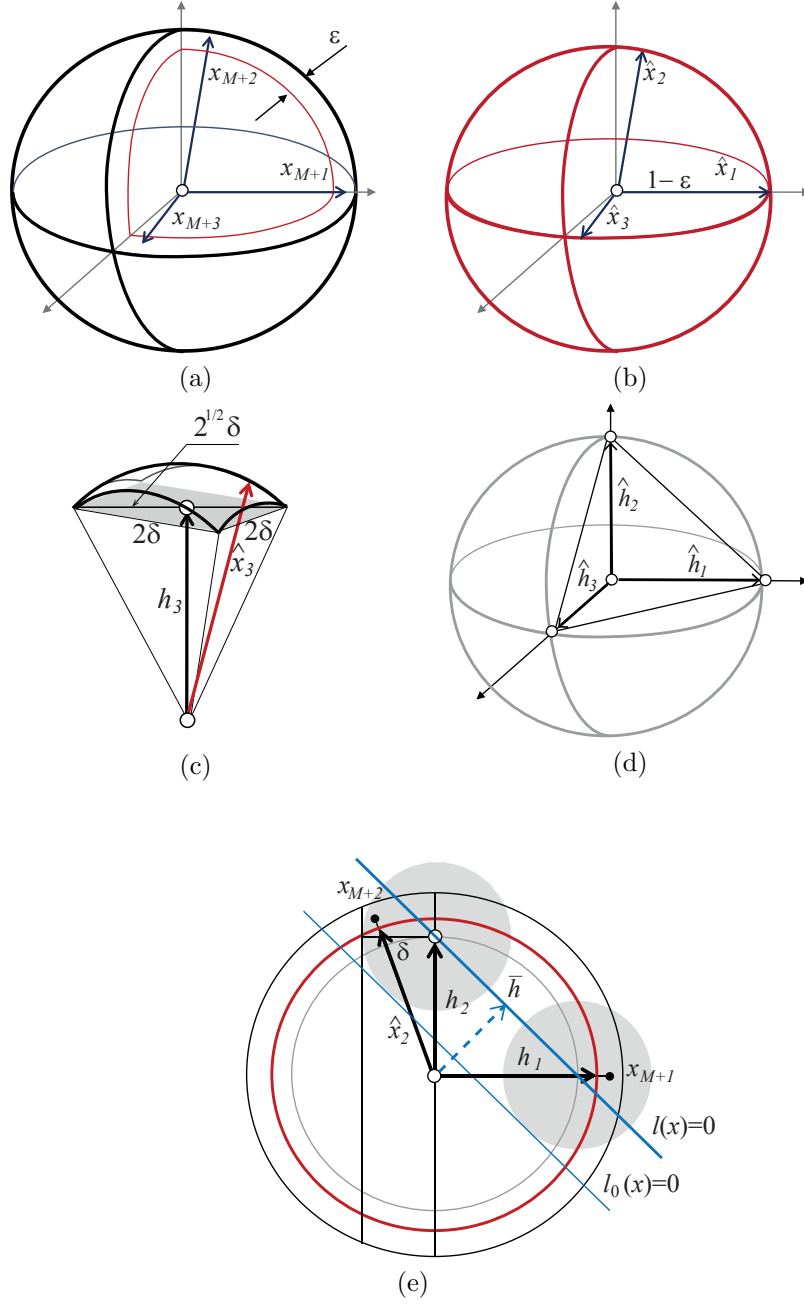 ε
x_{M+2}
x_{M+1}
x_{M+3}
(a)
x̂_2
x̂_1
1− ε
x̂_3
(b)
2^{1/2} δ
2δ
2δ
x̂_3
h_3
(c)
ĥ_2
ĥ_1
ĥ_3
(d)
x_{M+2}
δ
h̅
h_2
x̂_2
h_1
x_{M+1}
l(x)=0
l_0(x)=0
(e)